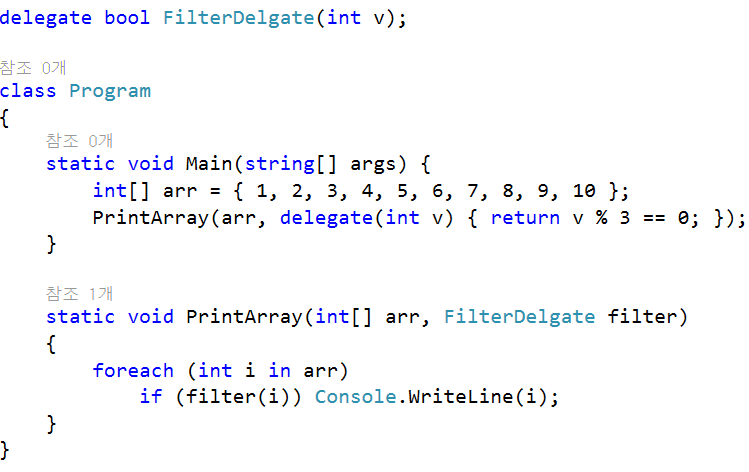 delegate bool FilterDelgate(int v);
참조 0개
class Program
{
참조 0개
static void Main(string[] args) {
int[] arr = { 1, 2, 3, 4, 5, 6, 7, 8, 9, 10 };
PrintArray(arr, delegate(int v) { return v % 3 == 0; });
}
참조 1개
static void PrintArray(int[] arr, FilterDelgate filter)
{
foreach (int i in arr)
if (filter(i)) Console.WriteLine(i);
}
}